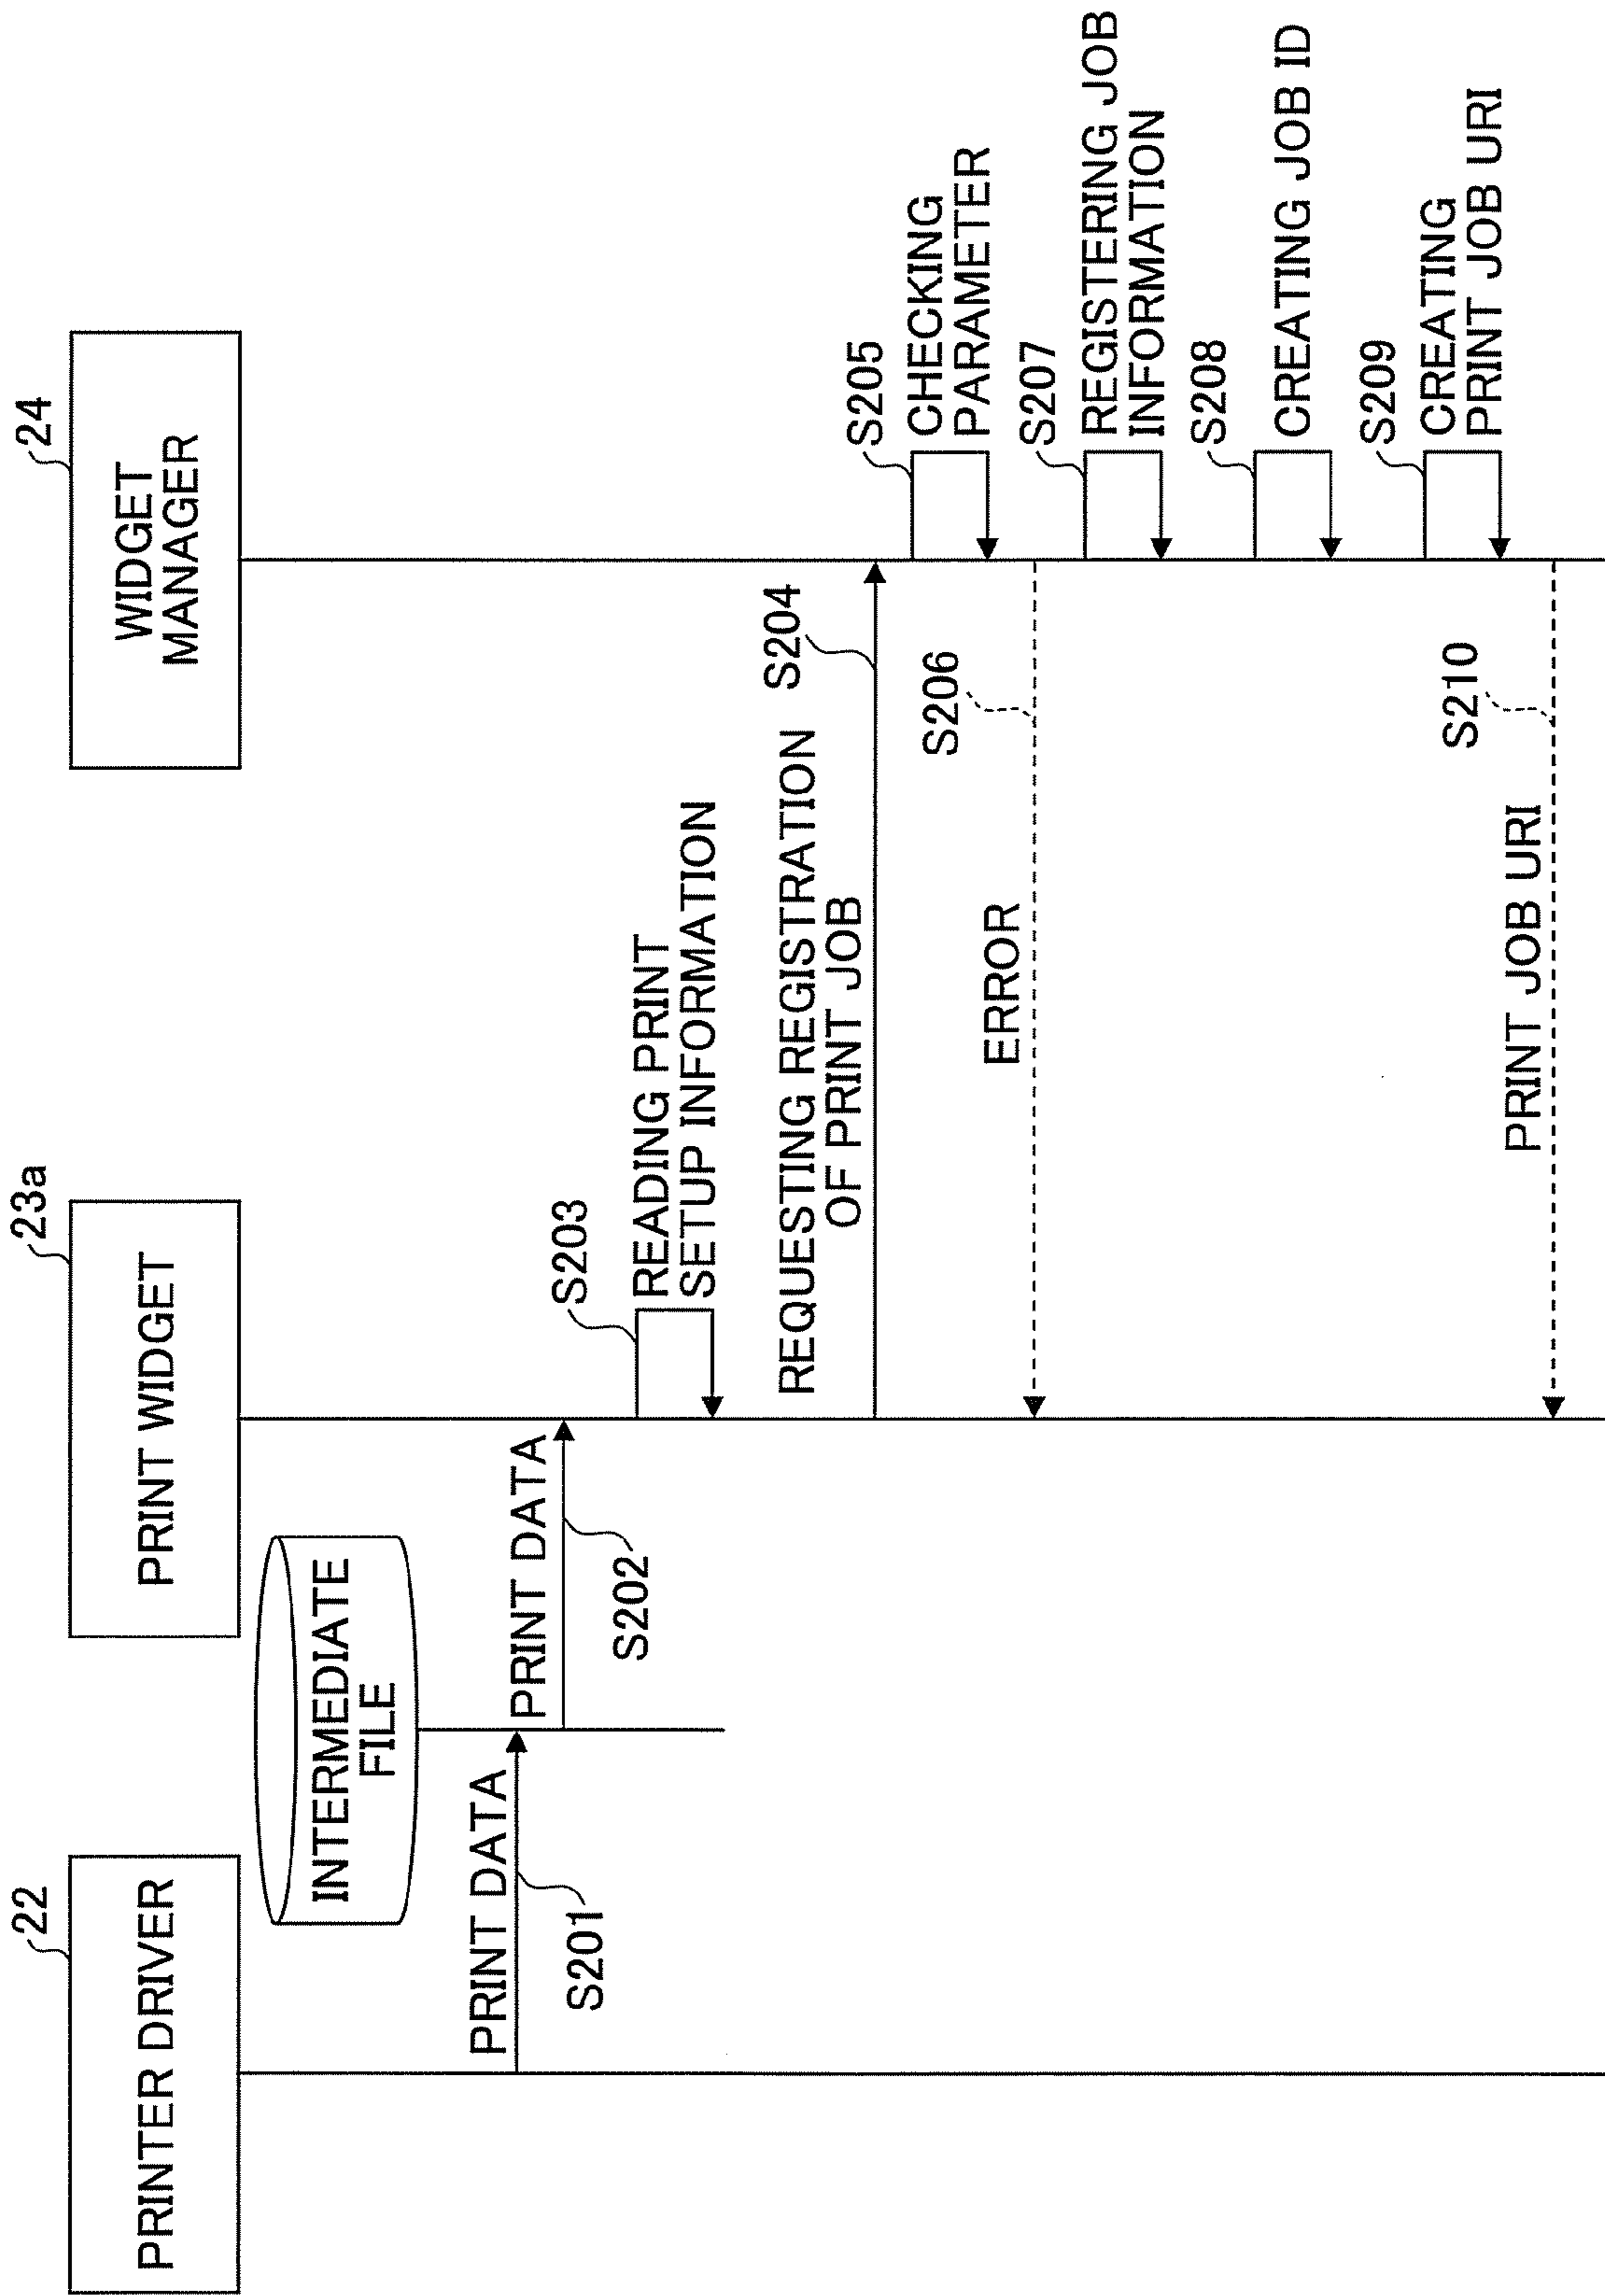 22
PRINTER DRIVER
23a
PRINT WIDGET
24
WIDGET
MANAGER
INTERMEDIATE
FILE
PRINT DATA
S201
PRINT DATA
S202
S203
READING PRINT
SETUP INFORMATION
REQUESTING REGISTRATION
OF PRINT JOB
S204
S205
CHECKING
PARAMETER
S206
ERROR
S207
REGISTERING JOB
INFORMATION
S208
CREATING JOB ID
S209
CREATING
PRINT JOB URI
S210
PRINT JOB URI